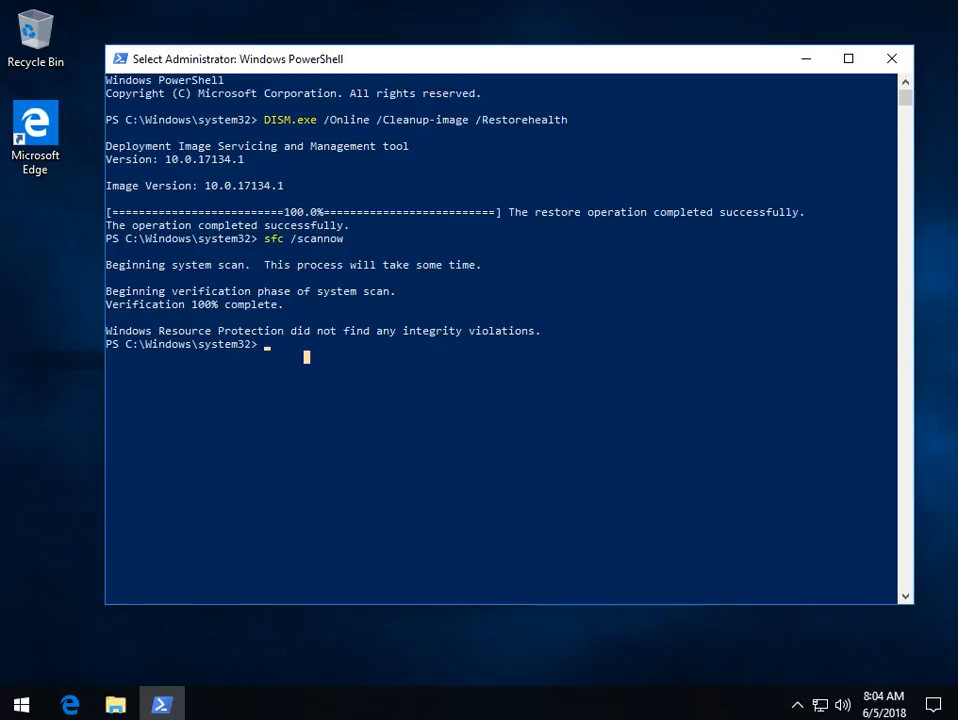 Recycle Bin
Microsoft
Edge
Select Administrator: Windows PowerShell
Windows PowerShell
Copyright (C) Microsoft Corporation. All rights reserved.
PS C:\Windows\system32> DISM.exe /Online /Cleanup-image /Restorehealth
Deployment Image Servicing and Management tool
Version: 10.0.17134.1
Image Version: 10.0.17134.1
[===========================100.0%==========================] The restore operation completed successfully.
The operation completed successfully.
PS C:\Windows\system32> sfc /scannow
Beginning system scan.  This process will take some time.
Beginning verification phase of system scan.
Verification 100% complete.
Windows Resource Protection did not find any integrity violations.
PS C:\Windows\system32> _
8:04 AM
6/5/2018